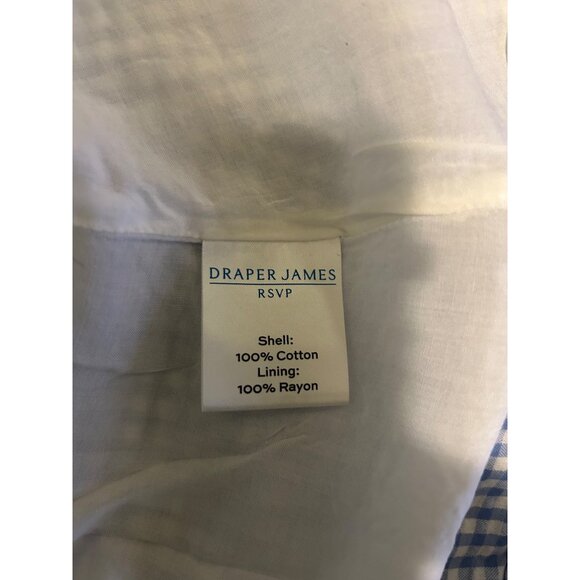 DRAPER JAMES
RSVP
Shell:
100% Cotton
Lining:
100% Rayon